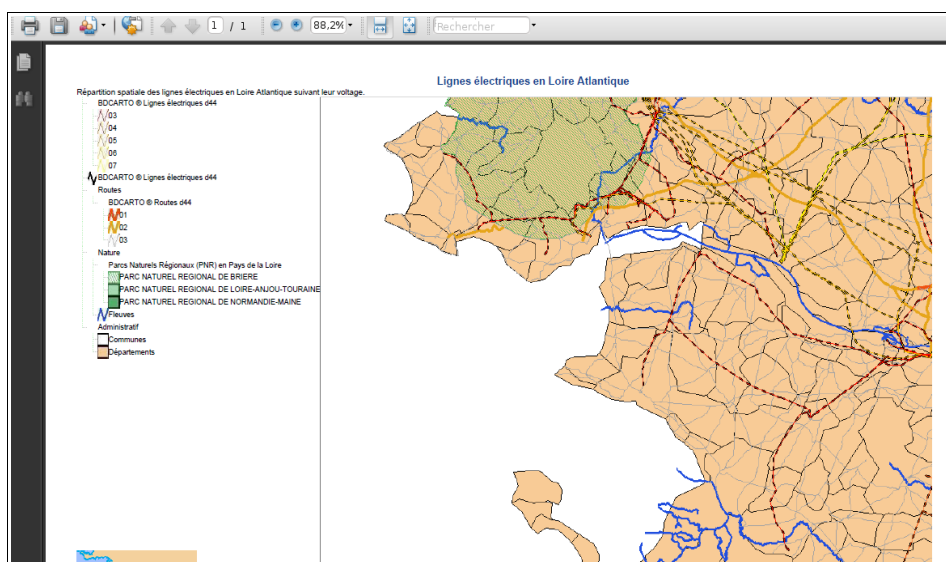 1 / 1
88,2%
Rechercher
Lignes électriques en Loire Atlantique
Répartition spatiale des lignes électriques en Loire Atlantique suivant leur voltage.
BDCARTO ® Lignes électriques d44
03
04
05
06
07
BDCARTO ® Lignes électriques d44
Routes
BDCARTO ® Routes d44
01
02
03
Nature
Parcs Naturels Régionaux (PNR) en Pays de la Loire
PARC NATUREL REGIONAL DE BRIERE
PARC NATUREL REGIONAL DE LOIRE-ANJOU-TOURAINE
PARC NATUREL REGIONAL DE NORMANDIE-MAINE
Fleuves
Administratif
Communes
Départements